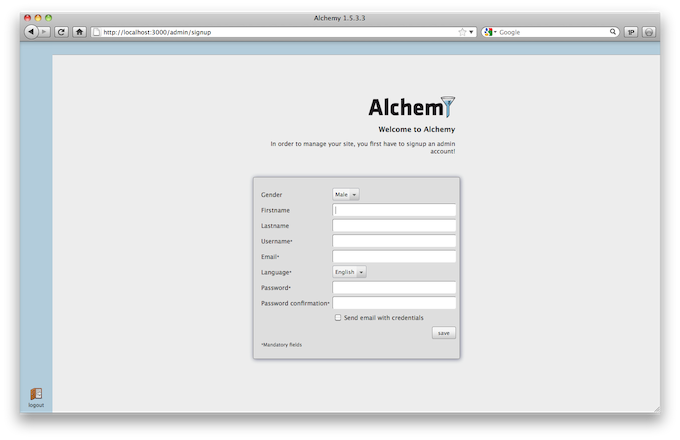 Alchemy 1.5.3.3
http://localhost:3000/admin/signup
Google
1P
Alchemy
Welcome to Alchemy
In order to manage your site, you first have to signup an admin
account!
Gender Male
Firstname
Lastname
Username*
Email*
Language* English
Password*
Password confirmation*
Send email with credentials
save
*Mandatory fields
logout